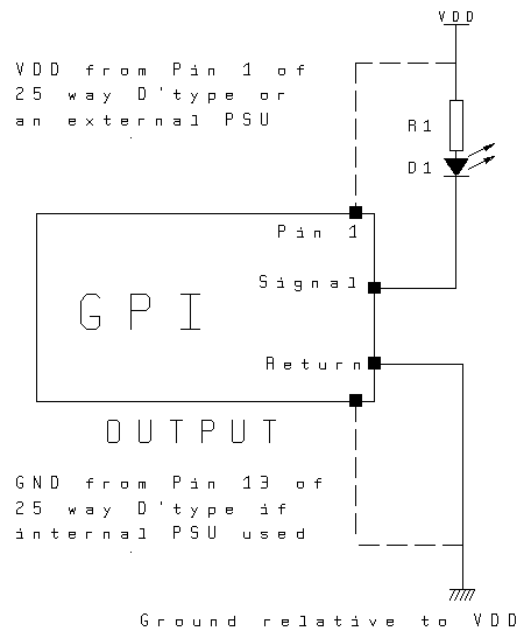 VDD
VDD from Pin 1 of
25 way D'type or
an external PSU
R1
D1
Pin 1
Signal
GPI
Return
OUTPUT
GND from Pin 13 of
25 way D'type if
internal PSU used
Ground relative to VDD